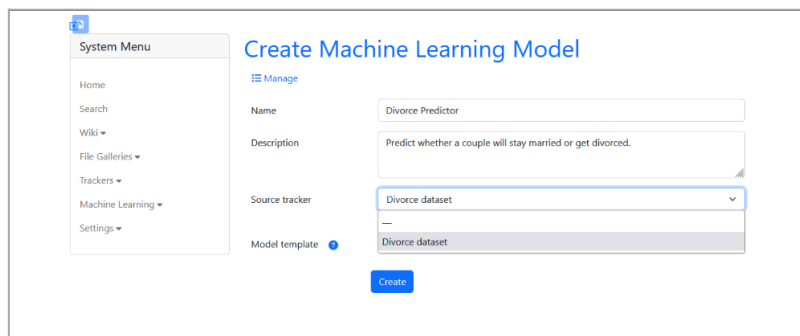 System Menu
Home
Search
Wiki
File Galleries
Trackers
Machine Learning
Settings
Create Machine Learning Model
Manage
Name
Divorce Predictor
Description
Predict whether a couple will stay married or get divorced.
Source tracker
Divorce dataset
—
Divorce dataset
Model template ?
Create